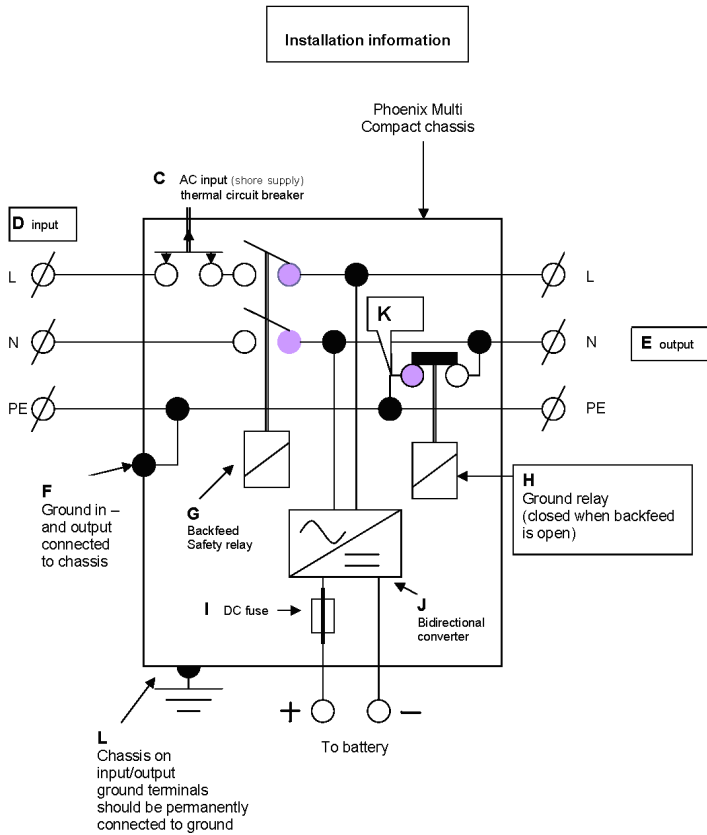 Installation information
Phoenix Multi
Compact chassis
C AC input (shore supply)
thermal circuit breaker
D input
L
L
K
N
N
E output
PE
PE
F
Ground in –
and output
connected
to chassis
G
Backfeed
Safety relay
H
Ground relay
(closed when backfeed
is open)
I DC fuse
J
Bidirectional
converter
+
–
To battery
L
Chassis on
input/output
ground terminals
should be permanently
connected to ground